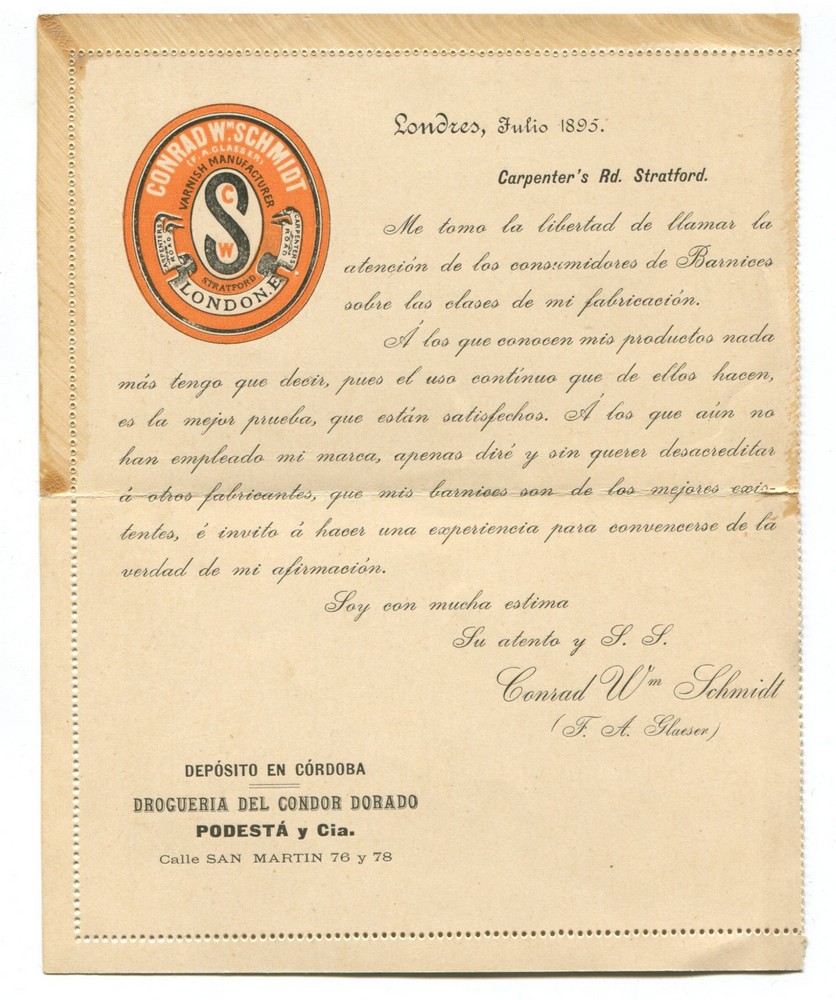 CONRAD Wᴹ SCHMIDT
(F. A. GLAESER)
VARNISH MANUFACTURER
C
S
W
CARPENTERS ROAD
CARPENTERS ROAD
STRATFORD
LONDON.E.
Londres, Julio 1895.
Carpenter's Rd. Stratford.
Me tomo la libertad de llamar la
atención de los consumidores de Barnices
sobre las clases de mi fabricación.
Á los que conocen mis productos nada
más tengo que decir, pues el uso contínuo que de ellos hacen,
es la mejor prueba, que están satisfechos. Á los que aún no
han empleado mi marca, apenas diré y sin querer desacreditar
á otros fabricantes, que mis barnices son de los mejores exis-
tentes, é invito á hacer una experiencia para convencerse de la
verdad de mi afirmación.
Soy con mucha estima
Su atento y S. S.
Conrad Wᵐ Schmidt
(F. A. Glaeser)
DEPÓSITO EN CÓRDOBA
DROGUERIA DEL CONDOR DORADO
PODESTÁ y Cia.
Calle SAN MARTIN 76 y 78